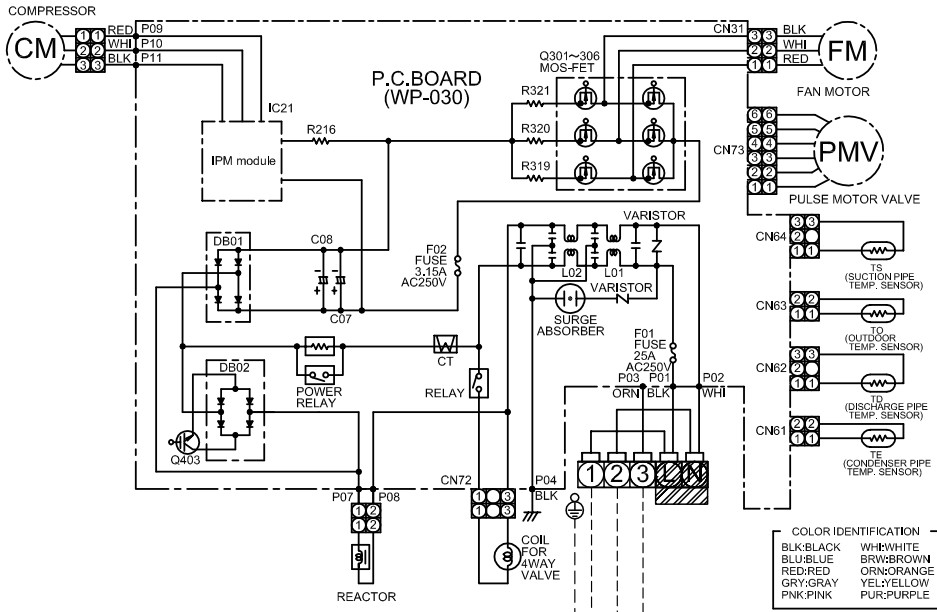 COMPRESSOR
CM
1 1 RED P09
2 2 WHI P10
3 3 BLK P11
P.C.BOARD
(WP-030)
IC21
IPM module
R216
Q301~306
MOS-FET
R321
R320
R319
CN31
3 3 BLK
2 2 WHI
1 1 RED
FM
FAN MOTOR
CN73
6 6
5 5
4 4
3 3
2 2
1 1
PMV
PULSE MOTOR VALVE
DB01
C08
C07
F02
FUSE
3.15A
AC250V
VARISTOR
L02
L01
VARISTOR
SURGE
ABSORBER
F01
FUSE
25A
AC250V
CN64
3 3
2
1 1
TS
(SUCTION PIPE
TEMP. SENSOR)
CN63
2 2
1 1
TO
(OUTDOOR
TEMP. SENSOR)
CN62
3 3
2
1 1
TD
(DISCHARGE PIPE
TEMP. SENSOR)
CN61
2 2
1 1
TE
(CONDENSER PIPE
TEMP. SENSOR)
CT
POWER
RELAY
RELAY
DB02
Q403
P03 P01 P02
ORN BLK WHI
1 2 3 L N
P07 P08
1 2
1 2
REACTOR
CN72
1 3
1 3
P04
BLK
COIL
FOR
4WAY
VALVE
COLOR IDENTIFICATION
BLK:BLACK WHI:WHITE
BLU:BLUE BRW:BROWN
RED:RED ORN:ORANGE
GRY:GRAY YEL:YELLOW
PNK:PINK PUR:PURPLE